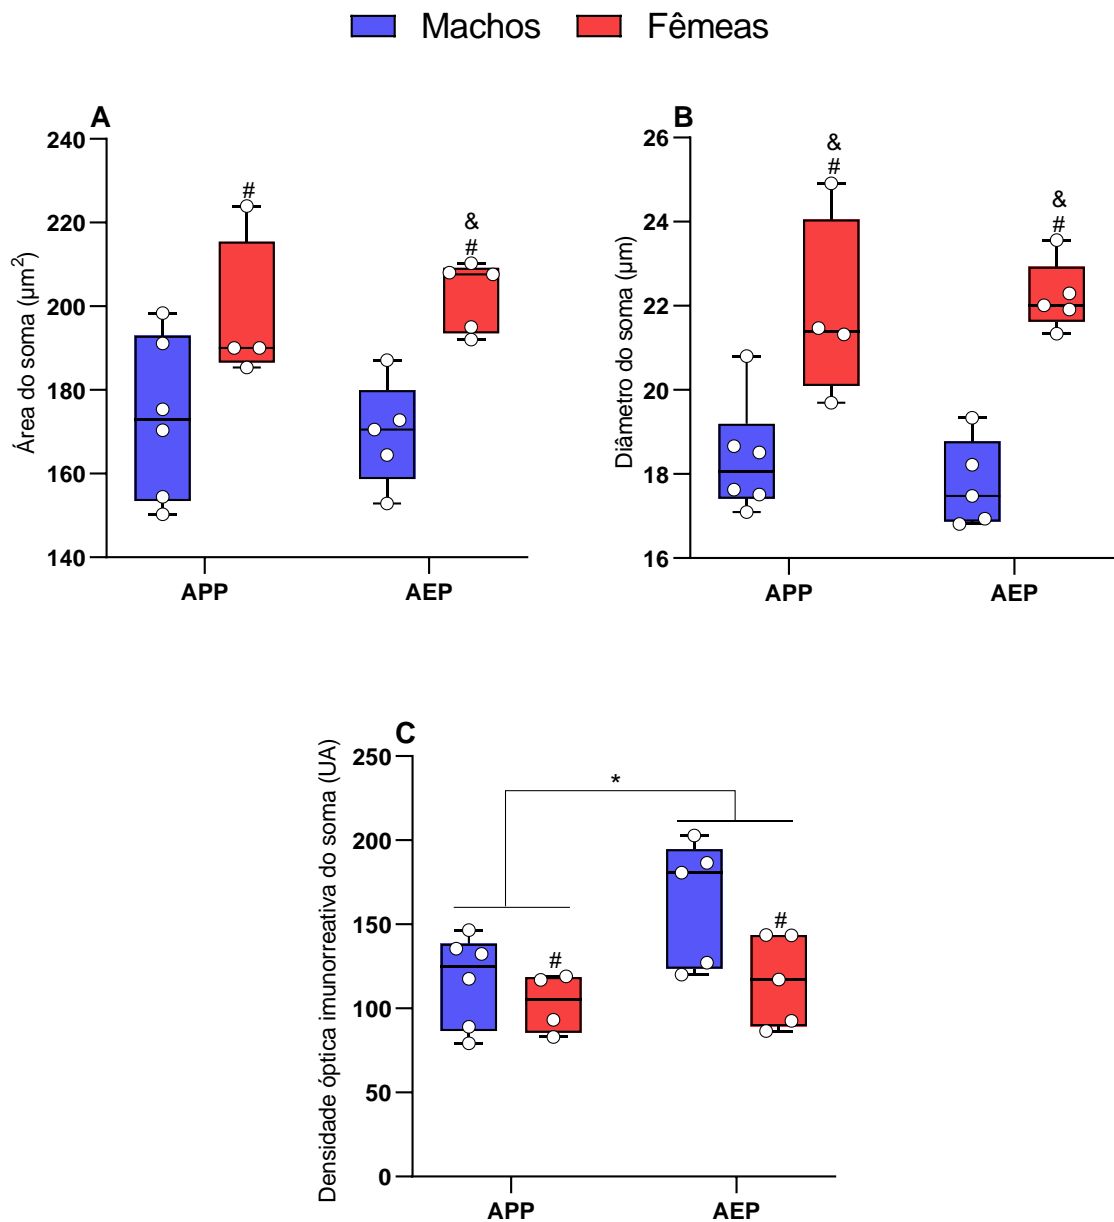 Machos Fêmeas
A
Área do soma (µm²)
240
220
200
180
160
140
#
&
#
APP AEP
B
Diâmetro do soma (µm)
26
24
22
20
18
16
&
#
&
#
APP AEP
C
Densidade óptica imunorreativa do soma (UA)
250
200
150
100
50
0
*
#
#
APP AEP